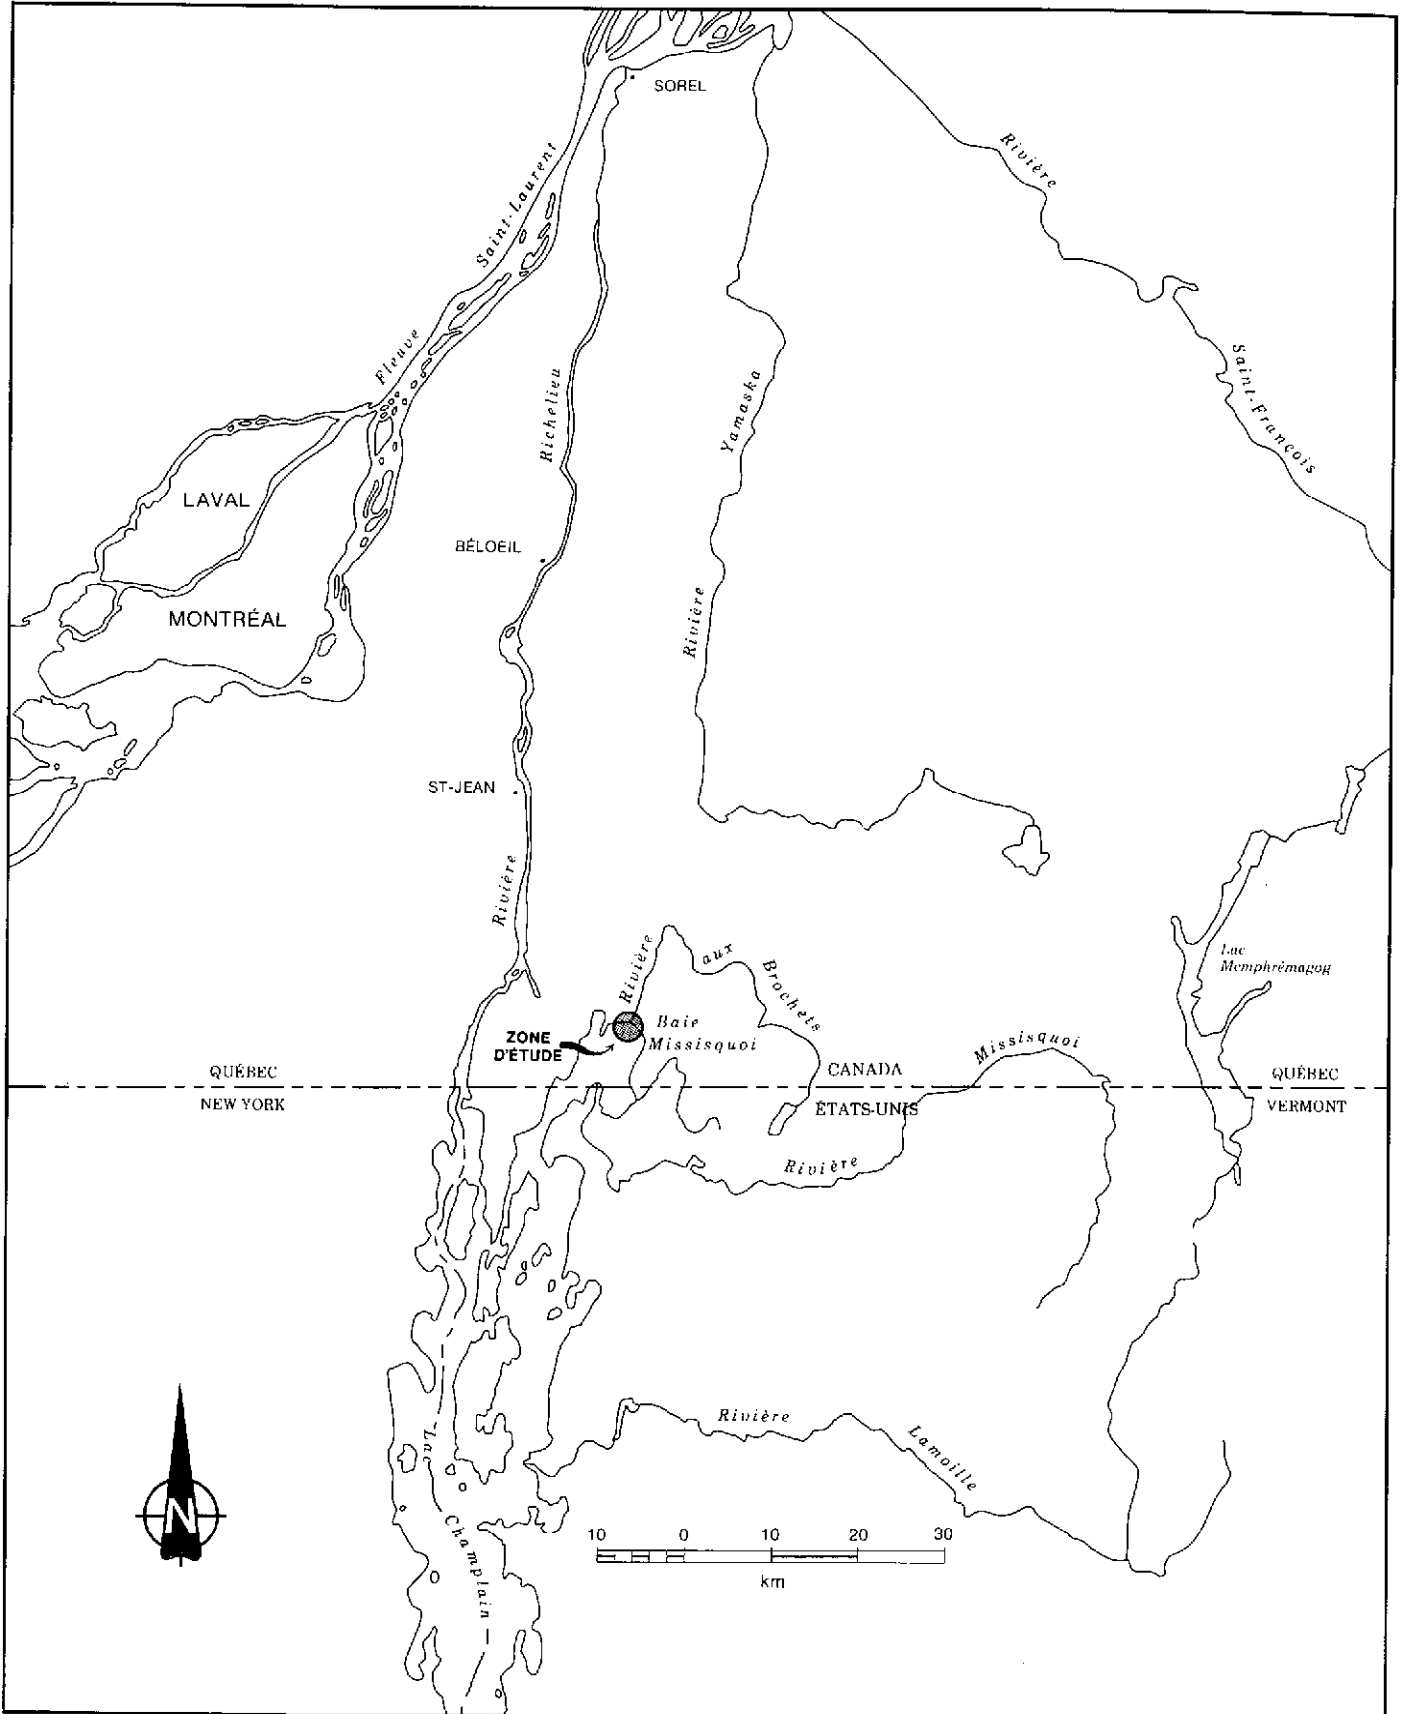 SOREL
Rivière
Saint-François
Fleuve
Saint-Laurent
Richelieu
Yamaska
Rivière
LAVAL
BÉLOEIL
MONTRÉAL
ST-JEAN
Rivière
Rivière
aux
Brochets
Luc
Memphrémagog
Baie
Missisquoi
ZONE
D'ÉTUDE
Missisquoi
QUÉBEC
CANADA
QUÉBEC
NEW YORK
ÉTATS-UNIS
VERMONT
Rivière
Rivière
Lamoille
Lac
Champlain
N
10 0 10 20 30
km